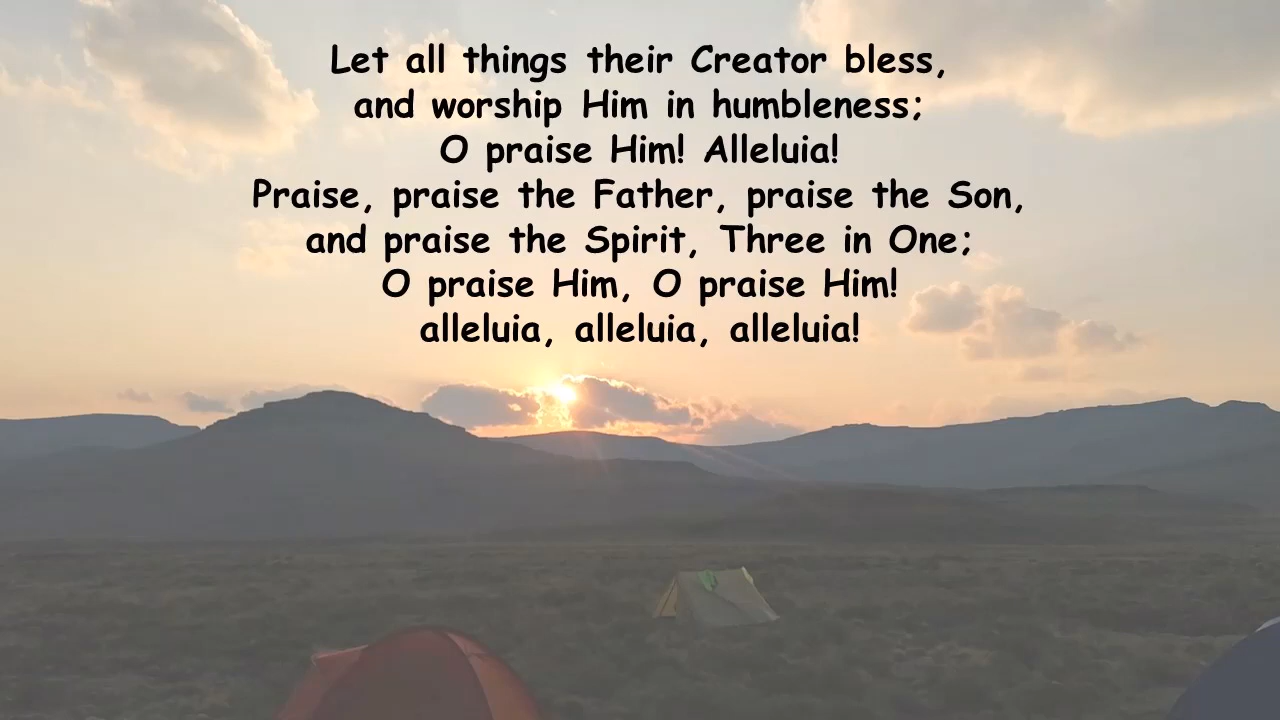 Let all things their Creator bless,
and worship Him in humbleness;
O praise Him! Alleluia!
Praise, praise the Father, praise the Son,
and praise the Spirit, Three in One;
O praise Him, O praise Him!
alleluia, alleluia, alleluia!